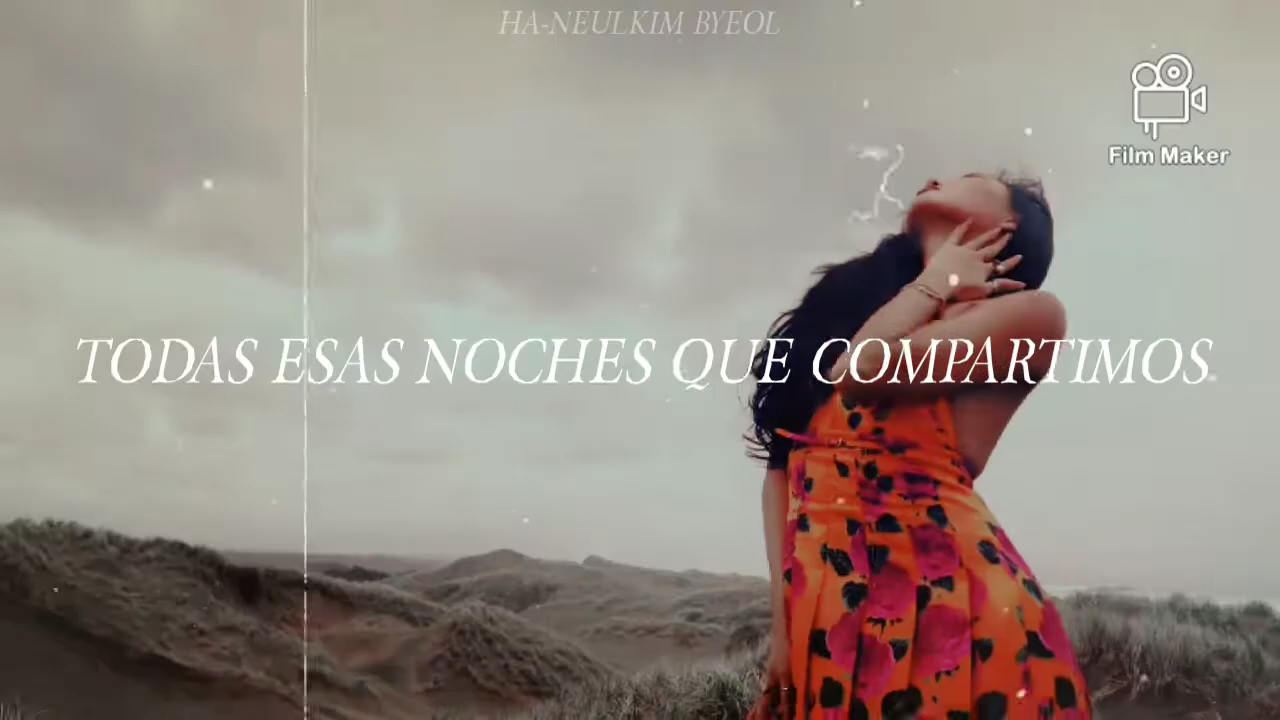 HA-NEULKIM BYEOL
Film Maker
TODAS ESAS NOCHES QUE COMPARTIMOS